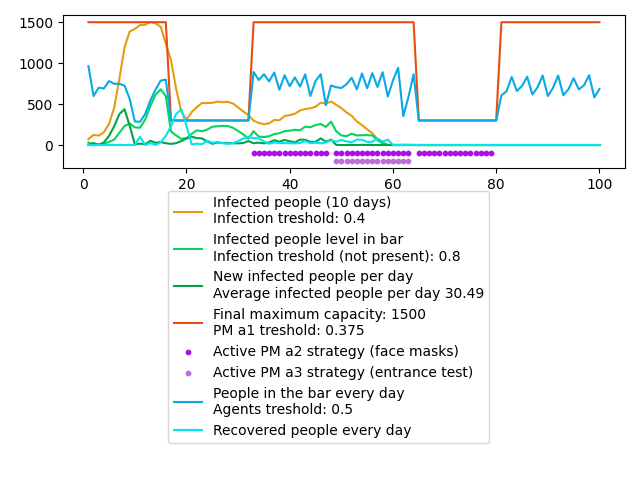 1500
1000
500
0
0
20
40
60
80
100
Infected people (10 days)
Infection treshold: 0.4
Infected people level in bar
Infection treshold (not present): 0.8
New infected people per day
Average infected people per day 30.49
Final maximum capacity: 1500
PM a1 treshold: 0.375
Active PM a2 strategy (face masks)
Active PM a3 strategy (entrance test)
People in the bar every day
Agents treshold: 0.5
Recovered people every day